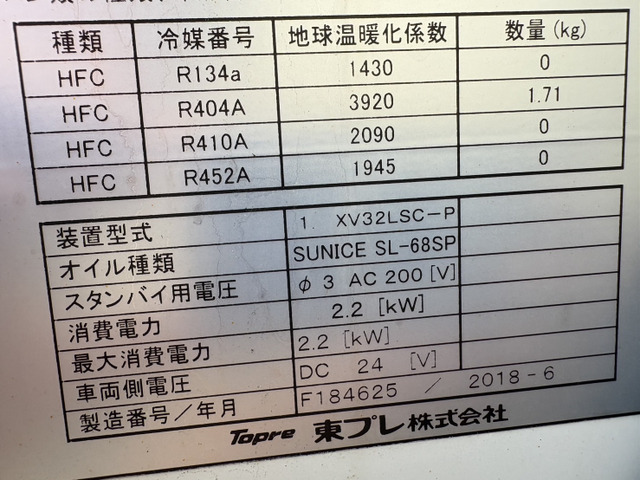 種類 冷媒番号 地球温暖化係数 数量(kg)
HFC R134a 1430 0
HFC R404A 3920 1.71
HFC R410A 2090 0
HFC R452A 1945 0
装置型式 1 XV32LSC-P
オイル種類 SUNICE SL-68SP
スタンバイ用電圧 φ 3 AC 200 [V]
消費電力 2.2 [kW]
最大消費電力 2.2 [kW]
車両側電圧 DC 24 [V]
製造番号/年月 F184625 / 2018-6
Topre 東プレ株式会社